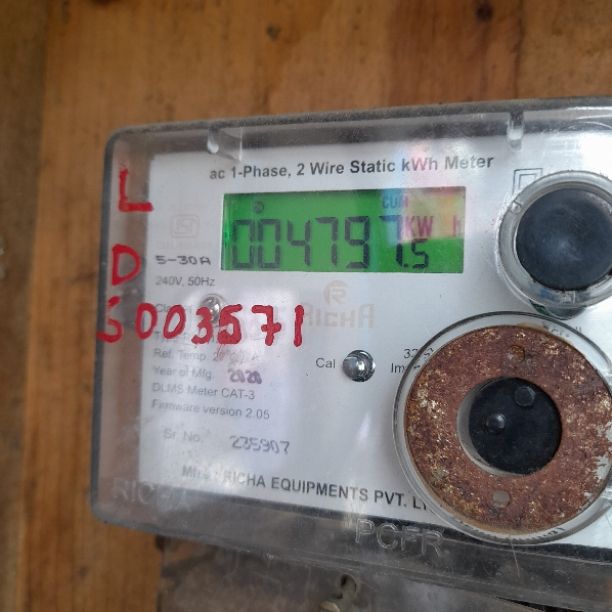 ac 1-Phase, 2 Wire Static kWh Meter
L
CUM
004797.5 KW h
D
5-30A
240V, 50Hz
S003571
RICHA
Ref. Temp. 27
Cal
Year of Mfg. 2020
DLMS Meter CAT-3
Firmware version 2.05
Sr. No. 235907
RICHA EQUIPMENTS PVT.
PCFR